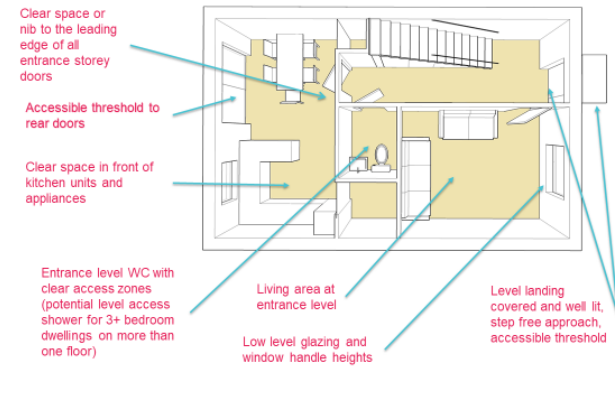 Clear space or
nib to the leading
edge of all
entrance storey
doors
Accessible threshold to
rear doors
Clear space in front of
kitchen units and
appliances
Entrance level WC with
clear access zones
(potential level access
shower for 3+ bedroom
dwellings on more than
one floor)
Living area at
entrance level
Low level glazing and
window handle heights
Level landing
covered and well lit,
step free approach,
accessible threshold